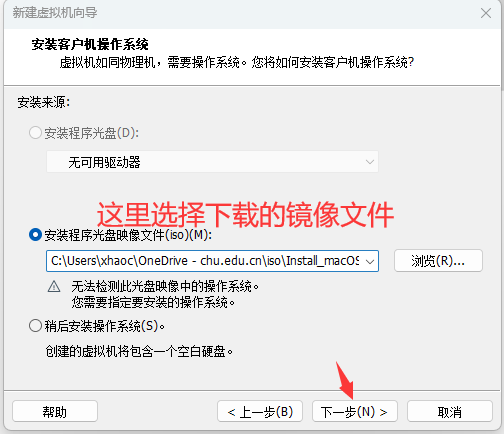 新建虚拟机向导
安装客户机操作系统
虚拟机如同物理机，需要操作系统。您将如何安装客户机操作系统?
安装来源:
安装程序光盘(D):
无可用驱动器
这里选择下载的镜像文件
安装程序光盘映像文件(iso)(M):
C:\Users\xhaoc\OneDrive - chu.edu.cn\iso\Install_macOS
浏览(R)...
无法检测此光盘映像中的操作系统。
您需要指定要安装的操作系统。
稍后安装操作系统(S)。
创建的虚拟机将包含一个空白硬盘。
帮助
< 上一步(B)
下一步(N) >
取消